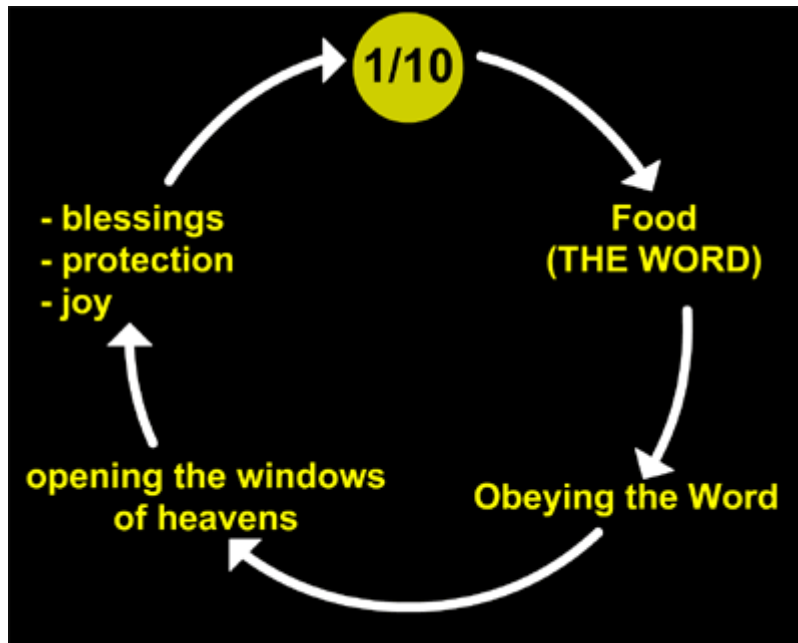 1/10
Food
(THE WORD)
Obeying the Word
opening the windows
of heavens
- blessings
- protection
- joy